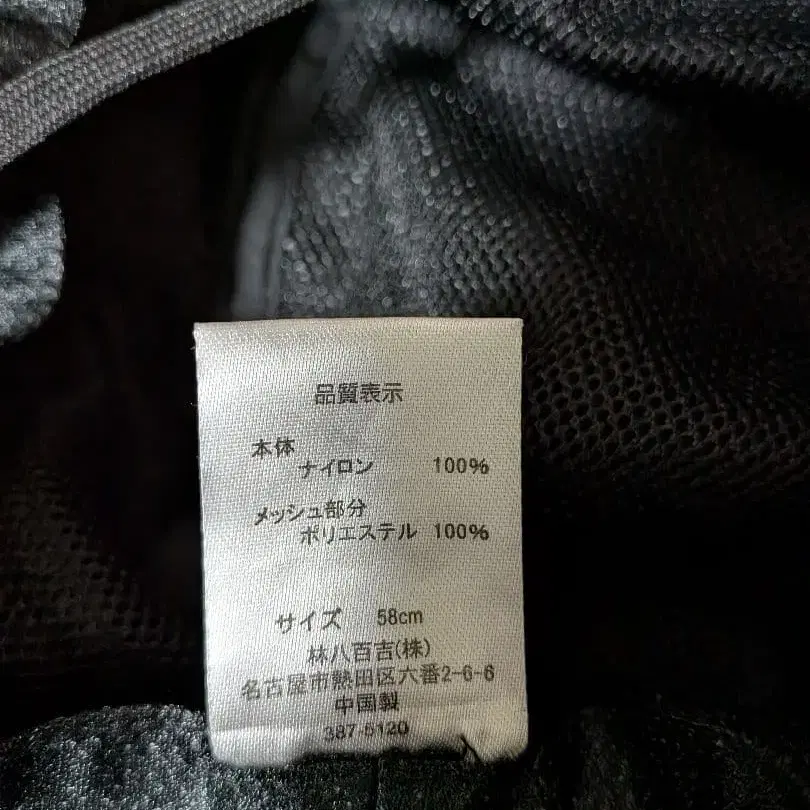 品質表示
本体
ナイロン 100%
メッシュ部分
ポリエステル 100%
サイズ 58cm
林八百吉(株)
名古屋市熱田区六番2-6-6
中国製
387-5120